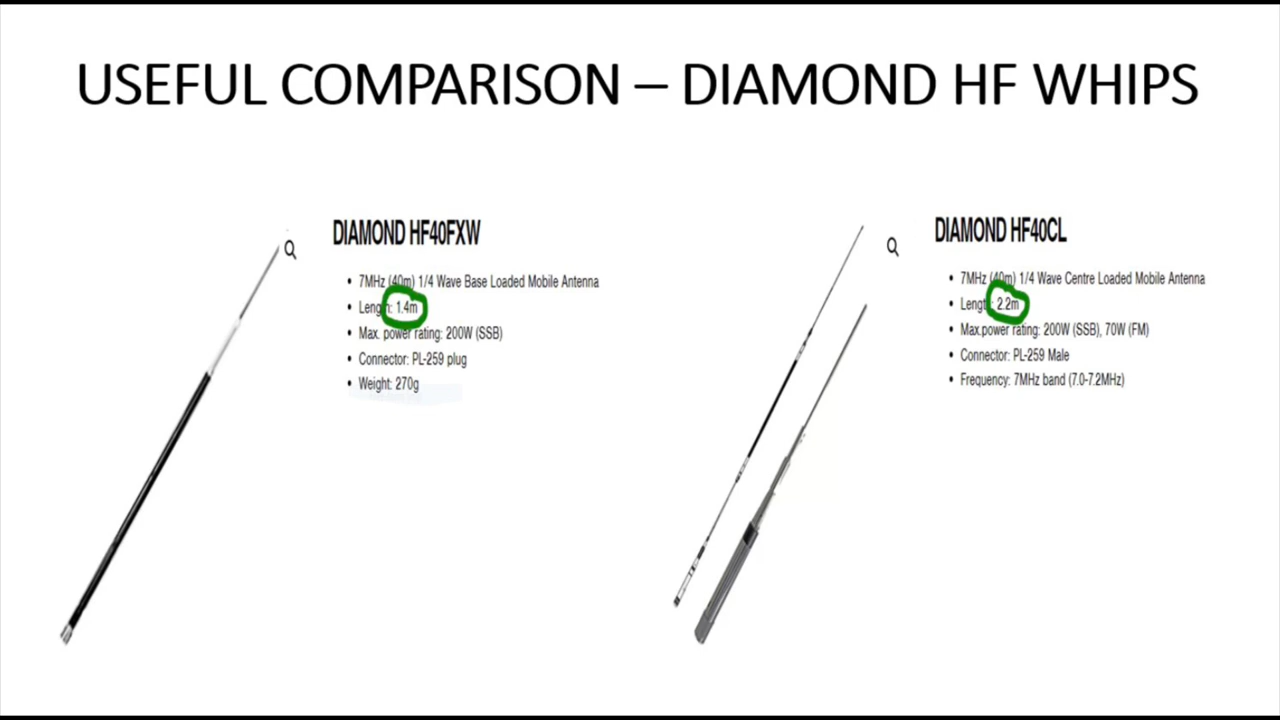 USEFUL COMPARISON – DIAMOND HF WHIPS
DIAMOND HF40FXW
• 7MHz (40m) 1/4 Wave Base Loaded Mobile Antenna
• Length: 1.4m
• Max. power rating: 200W (SSB)
• Connector: PL-259 plug
• Weight: 270g
DIAMOND HF40CL
• 7MHz (40m) 1/4 Wave Centre Loaded Mobile Antenna
• Length: 2.2m
• Max.power rating: 200W (SSB), 70W (FM)
• Connector: PL-259 Male
• Frequency: 7MHz band (7.0-7.2MHz)